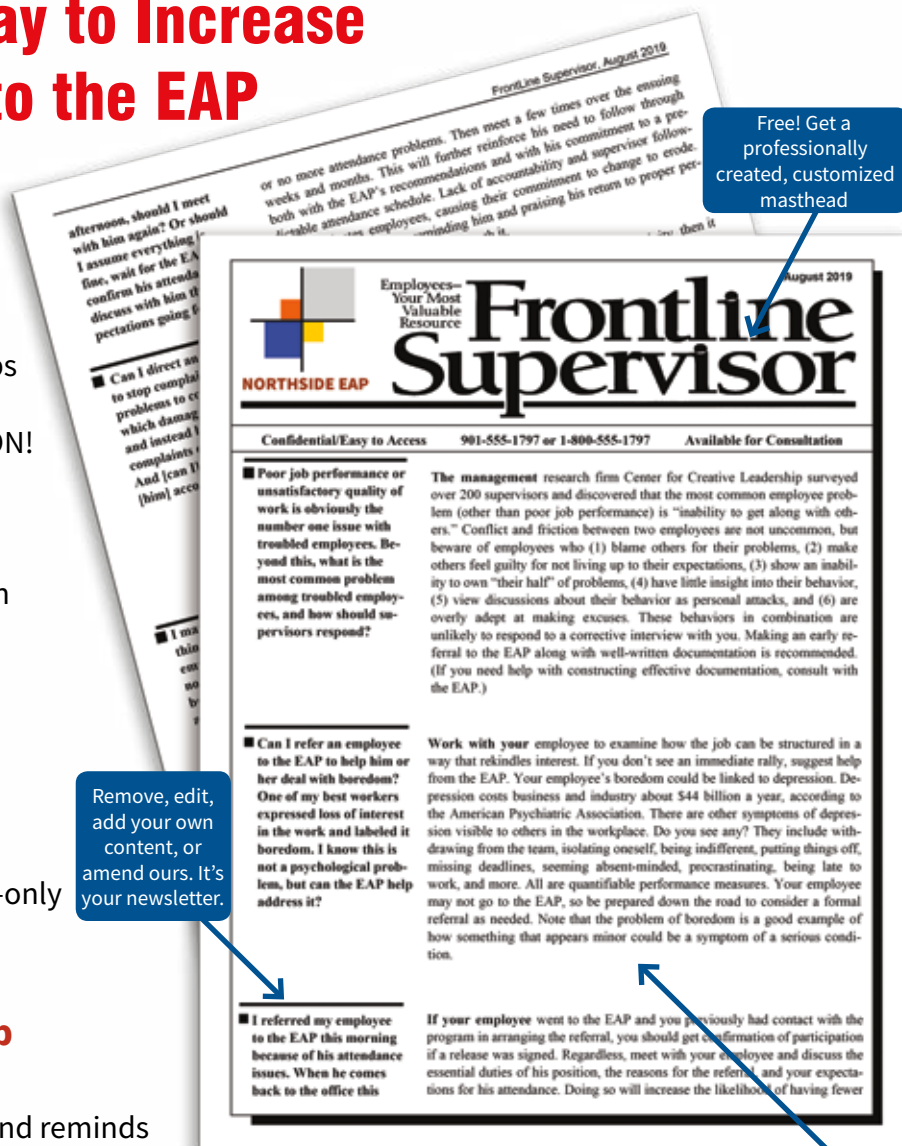 ay to Increase
to the EAP
FrontLine Supervisor, August 2019
or no more attendance problems. Then meet a few times over the ensuing
weeks and months. This will further reinforce his need to follow through
both with the EAP's recommendations and with his commitment to a pre-
dictable attendance schedule. Lack of accountability and supervisor follow-
employees, causing their commitment to change to erode.
minding him and praising his return to proper per-
then it
afternoon, should I meet
with him again? Or should
I assume everything
fine, wait for the EA
confirm his attenda
discuss with him th
pectations going f
■ Can I direct an
to stop complai
problems to co
which damag
and instead
complaints
And [can I
[him] acco
■ I ma
thin
em
no
Free! Get a
professionally
created, customized
masthead
os
ON!
n
-only
p
nd reminds
Remove, edit,
add your own
content, or
amend ours. It's
your newsletter.
NORTHSIDE EAP
Employees–
Your Most
Valuable
Resource
August 2019
Frontline
Supervisor
Confidential/Easy to Access 901-555-1797 or 1-800-555-1797 Available for Consultation
■ Poor job performance or
unsatisfactory quality of
work is obviously the
number one issue with
troubled employees. Be-
yond this, what is the
most common problem
among troubled employ-
ees, and how should su-
pervisors respond?
The management research firm Center for Creative Leadership surveyed
over 200 supervisors and discovered that the most common employee prob-
lem (other than poor job performance) is "inability to get along with oth-
ers." Conflict and friction between two employees are not uncommon, but
beware of employees who (1) blame others for their problems, (2) make
others feel guilty for not living up to their expectations, (3) show an inabil-
ity to own "their half" of problems, (4) have little insight into their behavior,
(5) view discussions about their behavior as personal attacks, and (6) are
overly adept at making excuses. These behaviors in combination are
unlikely to respond to a corrective interview with you. Making an early re-
ferral to the EAP along with well-written documentation is recommended.
(If you need help with constructing effective documentation, consult with
the EAP.)
■ Can I refer an employee
to the EAP to help him or
her deal with boredom?
One of my best workers
expressed loss of interest
in the work and labeled it
boredom. I know this is
not a psychological prob-
lem, but can the EAP help
address it?
Work with your employee to examine how the job can be structured in a
way that rekindles interest. If you don't see an immediate rally, suggest help
from the EAP. Your employee's boredom could be linked to depression. De-
pression costs business and industry about $44 billion a year, according to
the American Psychiatric Association. There are other symptoms of depres-
sion visible to others in the workplace. Do you see any? They include with-
drawing from the team, isolating oneself, being indifferent, putting things off,
missing deadlines, seeming absent-minded, procrastinating, being late to
work, and more. All are quantifiable performance measures. Your employee
may not go to the EAP, so be prepared down the road to consider a formal
referral as needed. Note that the problem of boredom is a good example of
how something that appears minor could be a symptom of a serious condi-
tion.
■ I referred my employee
to the EAP this morning
because of his attendance
issues. When he comes
back to the office this
If your employee went to the EAP and you previously had contact with the
program in arranging the referral, you should get confirmation of participation
if a release was signed. Regardless, meet with your employee and discuss the
essential duties of his position, the reasons for the referral, and your expecta-
tions for his attendance. Doing so will increase the likelihood of having fewer